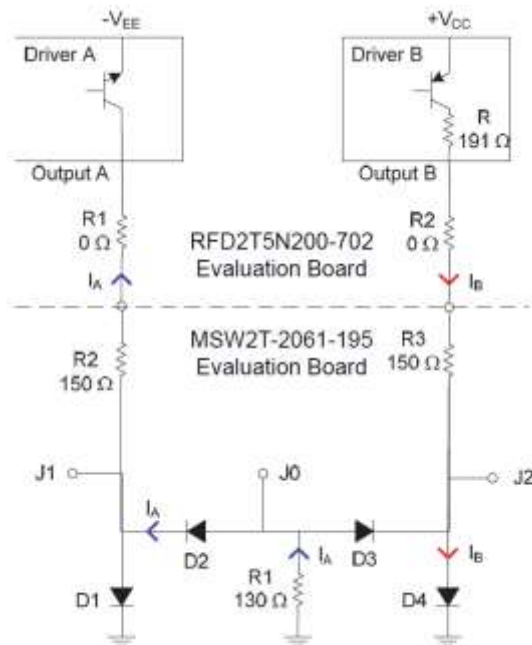 -VEE
+VCC
Driver A
Driver B
R
191 Ω
Output A
Output B
R1
0 Ω
R2
0 Ω
RFD2T5N200-702
Evaluation Board
IA
IB
MSW2T-2061-195
Evaluation Board
R2
150 Ω
R3
150 Ω
J1
J0
J2
IA
D2
IA
D3
IB
R1
130 Ω
D1
D4